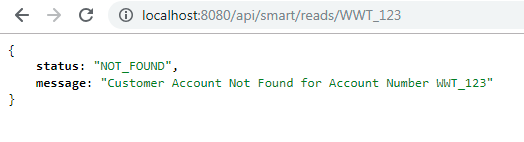 localhost:8080/api/smart/reads/WWT_123
{
status: "NOT_FOUND",
message: "Customer Account Not Found for Account Number WWT_123"
}